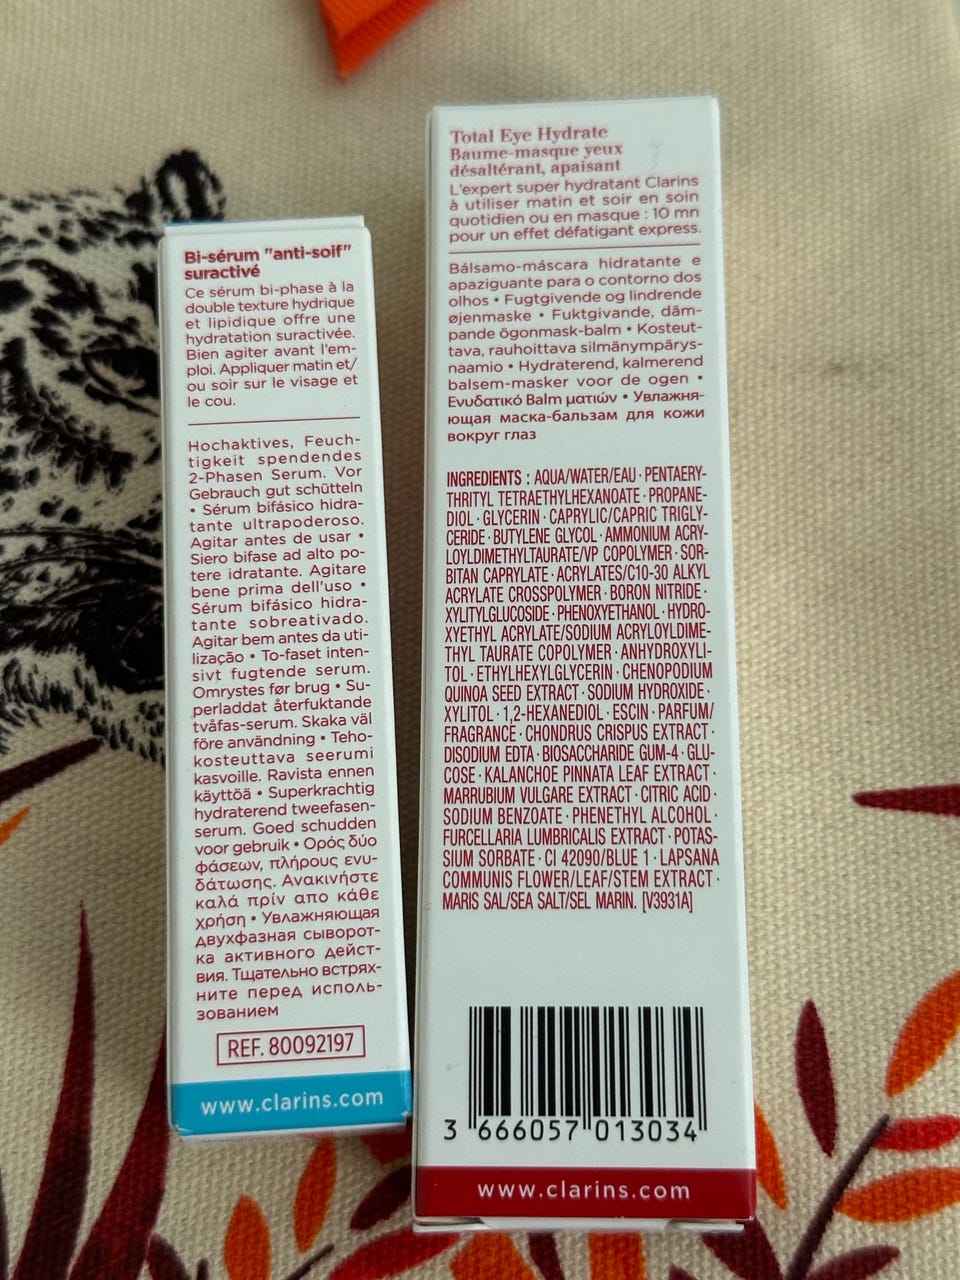 Bi-sérum "anti-soif"
suractivé
Ce sérum bi-phase à la
double texture hydrique
et lipidique offre une
hydratation suractivée.
Bien agiter avant l'em-
ploi. Appliquer matin et/
ou soir sur le visage et
le cou.
Hochaktives, Feuch-
tigkeit spendendes
2-Phasen Serum. Vor
Gebrauch gut schütteln
• Sérum bifásico hidra-
tante ultrapoderoso.
Agitar antes de usar •
Siero bifase ad alto po-
tere idratante. Agitare
bene prima dell'uso •
Sérum bifásico hidra-
tante sobreativado.
Agitar bem antes da uti-
lização • To-faset inten-
sivt fugtende serum.
Omrystes før brug • Su-
perladdat återfuktande
tvåfas-serum. Skaka väl
före användning • Teho-
kosteuttava seerumi
kasvoille. Ravista ennen
käyttöä • Superkrachtig
hydraterend tweefasen-
serum. Goed schudden
voor gebruik • Ορός δύο
φάσεων, πλήρους ενυ-
δάτωσης. Ανακινήστε
καλά πρίν απο κάθε
χρήση • Увлажняющая
двухфазная сыворот-
ка активного дейст-
вия. Тщательно встрях-
ните перед исполь-
зованием
REF. 80092197
www.clarins.com
Total Eye Hydrate
Baume-masque yeux
désaltérant, apaisant
L'expert super hydratant Clarins
à utiliser matin et soir en soin
quotidien ou en masque : 10 mn
pour un effet défatigant express.
Bálsamo-máscara hidratante e
apaziguante para o contorno dos
olhos • Fugtgivende og lindrende
øjenmaske • Fuktgivande, däm-
pande ögonmask-balm • Kosteut-
tava, rauhoittava silmänympärys-
naamio • Hydraterend, kalmerend
balsem-masker voor de ogen •
Ενυδατικό Balm ματιών • Увлажня-
ющая маска-бальзам для кожи
вокруг глаз
INGREDIENTS : AQUA/WATER/EAU · PENTAERY-
THRITYL TETRAETHYLHEXANOATE · PROPANE-
DIOL · GLYCERIN · CAPRYLIC/CAPRIC TRIGLY-
CERIDE · BUTYLENE GLYCOL · AMMONIUM ACRY-
LOYLDIMETHYLTAURATE/VP COPOLYMER · SOR-
BITAN CAPRYLATE · ACRYLATES/C10-30 ALKYL
ACRYLATE CROSSPOLYMER · BORON NITRIDE ·
XYLITYLGLUCOSIDE · PHENOXYETHANOL · HYDRO-
XYETHYL ACRYLATE/SODIUM ACRYLOYLDIME-
THYL TAURATE COPOLYMER · ANHYDROXYLI-
TOL · ETHYLHEXYLGLYCERIN · CHENOPODIUM
QUINOA SEED EXTRACT · SODIUM HYDROXIDE ·
XYLITOL · 1,2-HEXANEDIOL · ESCIN · PARFUM/
FRAGRANCE · CHONDRUS CRISPUS EXTRACT ·
DISODIUM EDTA · BIOSACCHARIDE GUM-4 · GLU-
COSE · KALANCHOE PINNATA LEAF EXTRACT ·
MARRUBIUM VULGARE EXTRACT · CITRIC ACID ·
SODIUM BENZOATE · PHENETHYL ALCOHOL ·
FURCELLARIA LUMBRICALIS EXTRACT · POTAS-
SIUM SORBATE · CI 42090/BLUE 1 · LAPSANA
COMMUNIS FLOWER/LEAF/STEM EXTRACT ·
MARIS SAL/SEA SALT/SEL MARIN. [V3931A]
3 666057 013034
www.clarins.com